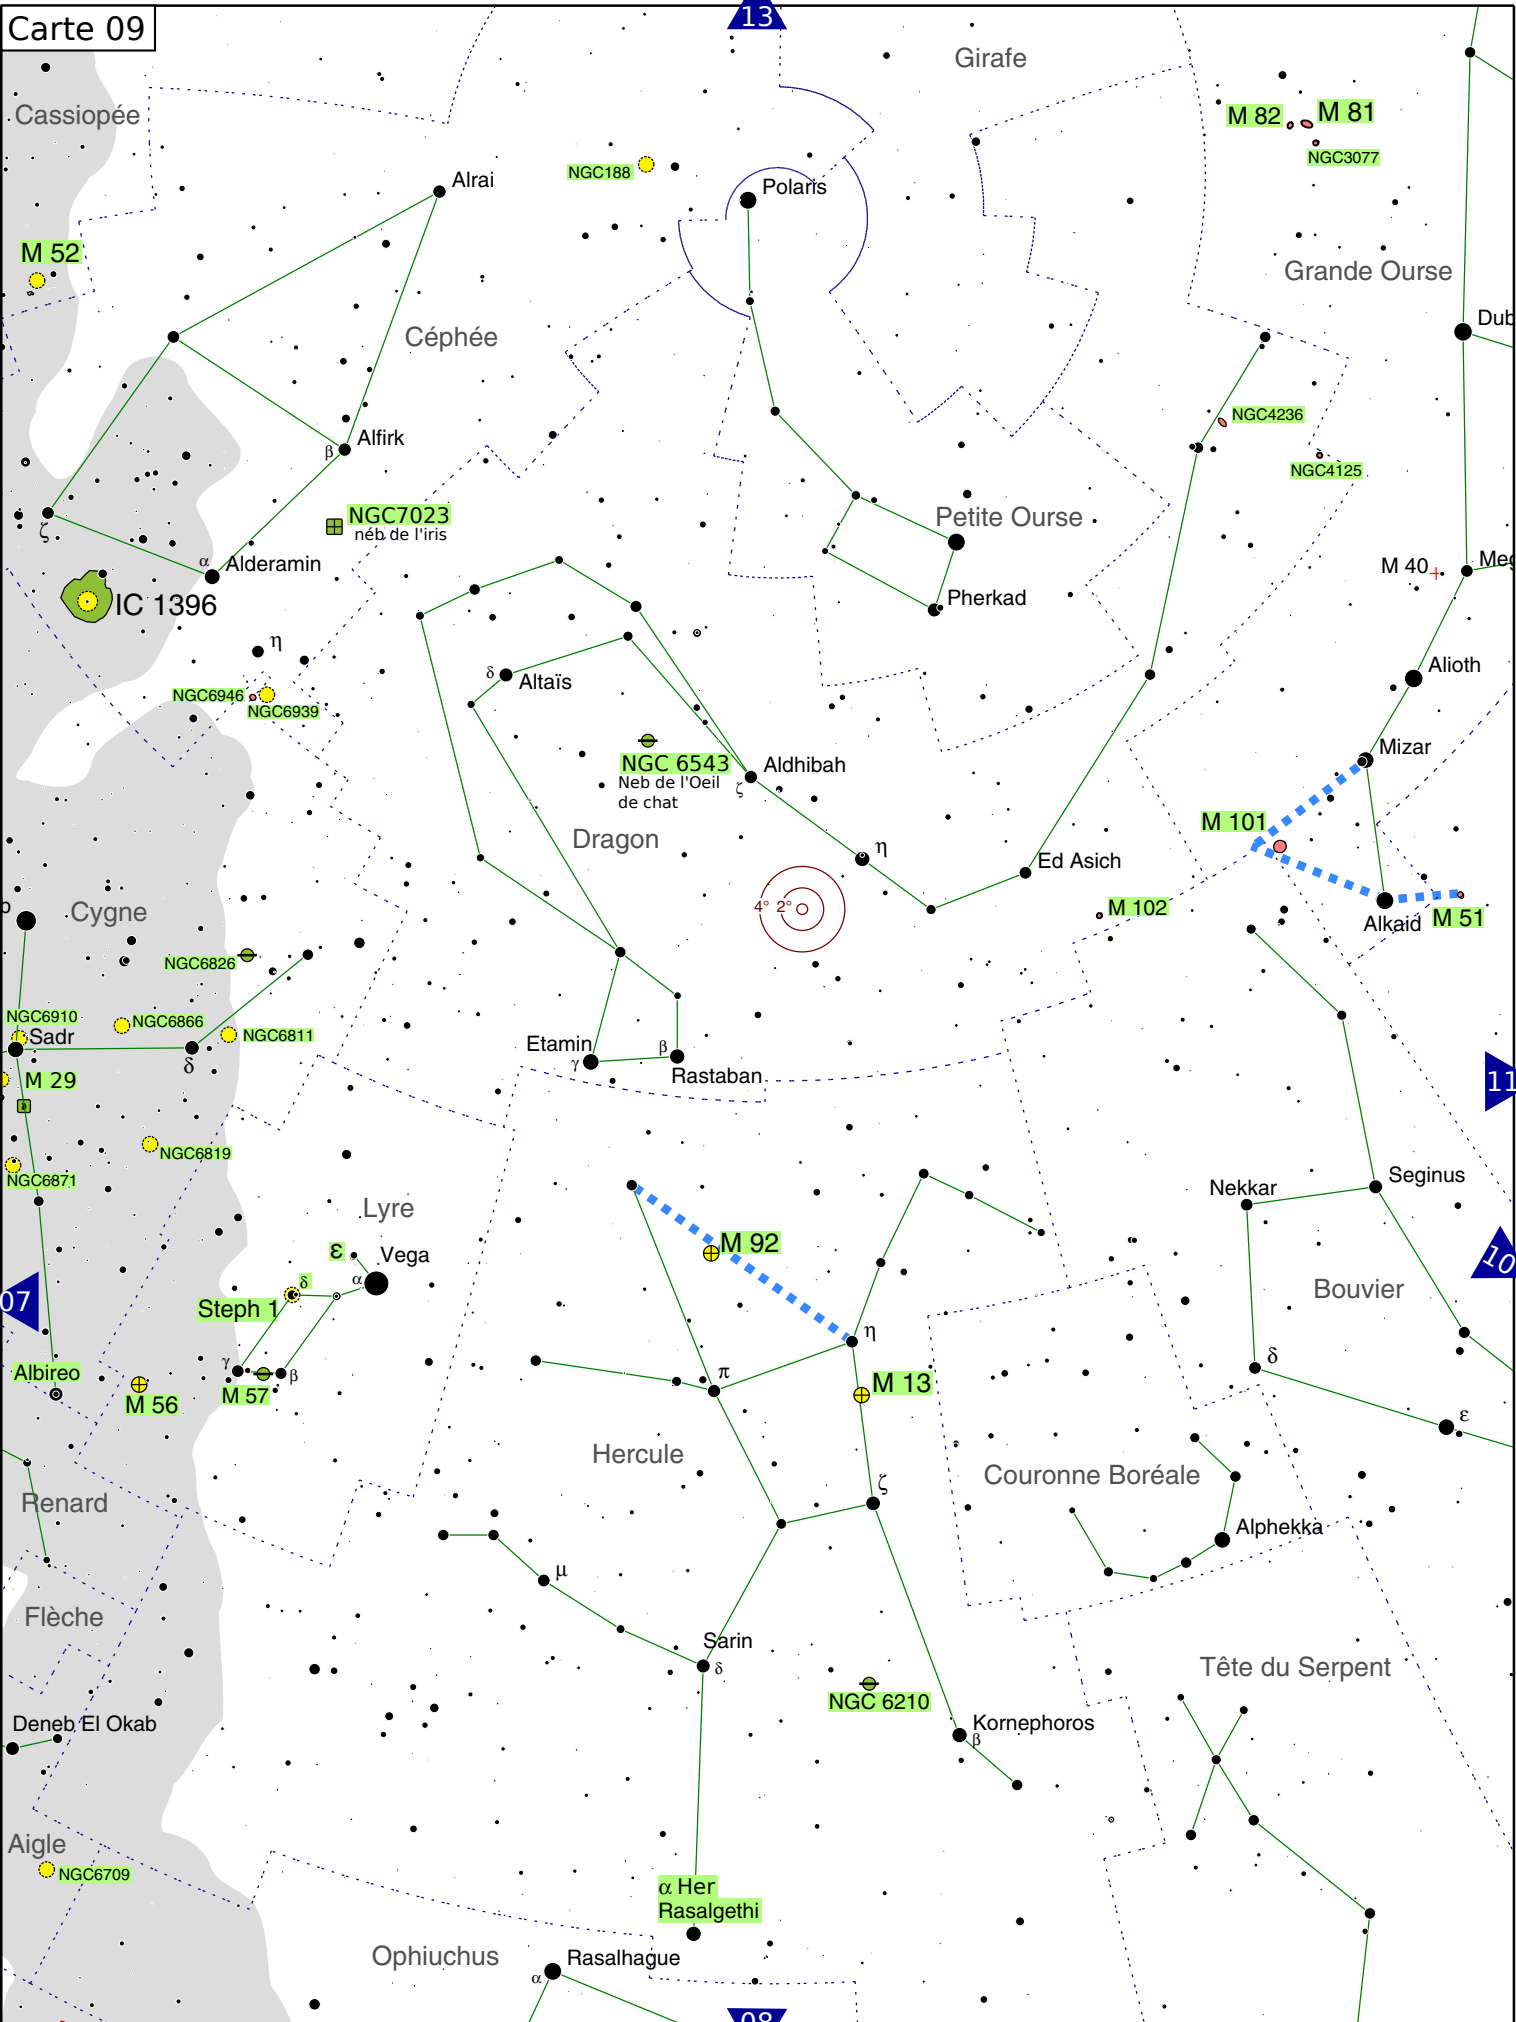 Carte 09
13
Girafe
Cassiopée
M 82
M 81
NGC3077
NGC188
Alrai
Polaris
M 52
Grande Ourse
Dub
Céphée
NGC4236
Alfirk
β
NGC4125
NGC7023
néb de l'iris
Petite Ourse
ζ
α
Alderamin
M 40
Meg
IC 1396
Pherkad
η
Alioth
δ
Altaïs
NGC6946
NGC6939
Mizar
NGC 6543
Neb de l'Oeil
de chat
Aldhibah
ζ
M 101
Dragon
η
Ed Asich
4° 2°
M 102
Alkaid
M 51
b
Cygne
NGC6826
NGC6910
Sadr
NGC6866
NGC6811
δ
Etamin
γ
β
Rastaban
M 29
11
NGC6819
NGC6871
Seginus
Nekkar
Lyre
ε
Vega
α
M 92
10
δ
Steph 1
Bouvier
07
η
δ
Albireo
γ
β
π
M 57
M 56
M 13
ε
Hercule
Couronne Boréale
ζ
Renard
Alphekka
μ
Flèche
Sarin
δ
Tête du Serpent
NGC 6210
Deneb El Okab
Kornephoros
β
Aigle
NGC6709
α Her
Rasalgethi
Ophiuchus
Rasalhague
α
08